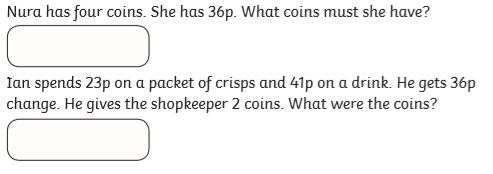 Nura has four coins. She has 36p. What coins must she have?
Ian spends 23p on a packet of crisps and 41p on a drink. He gets 36p
change. He gives the shopkeeper 2 coins. What were the coins?